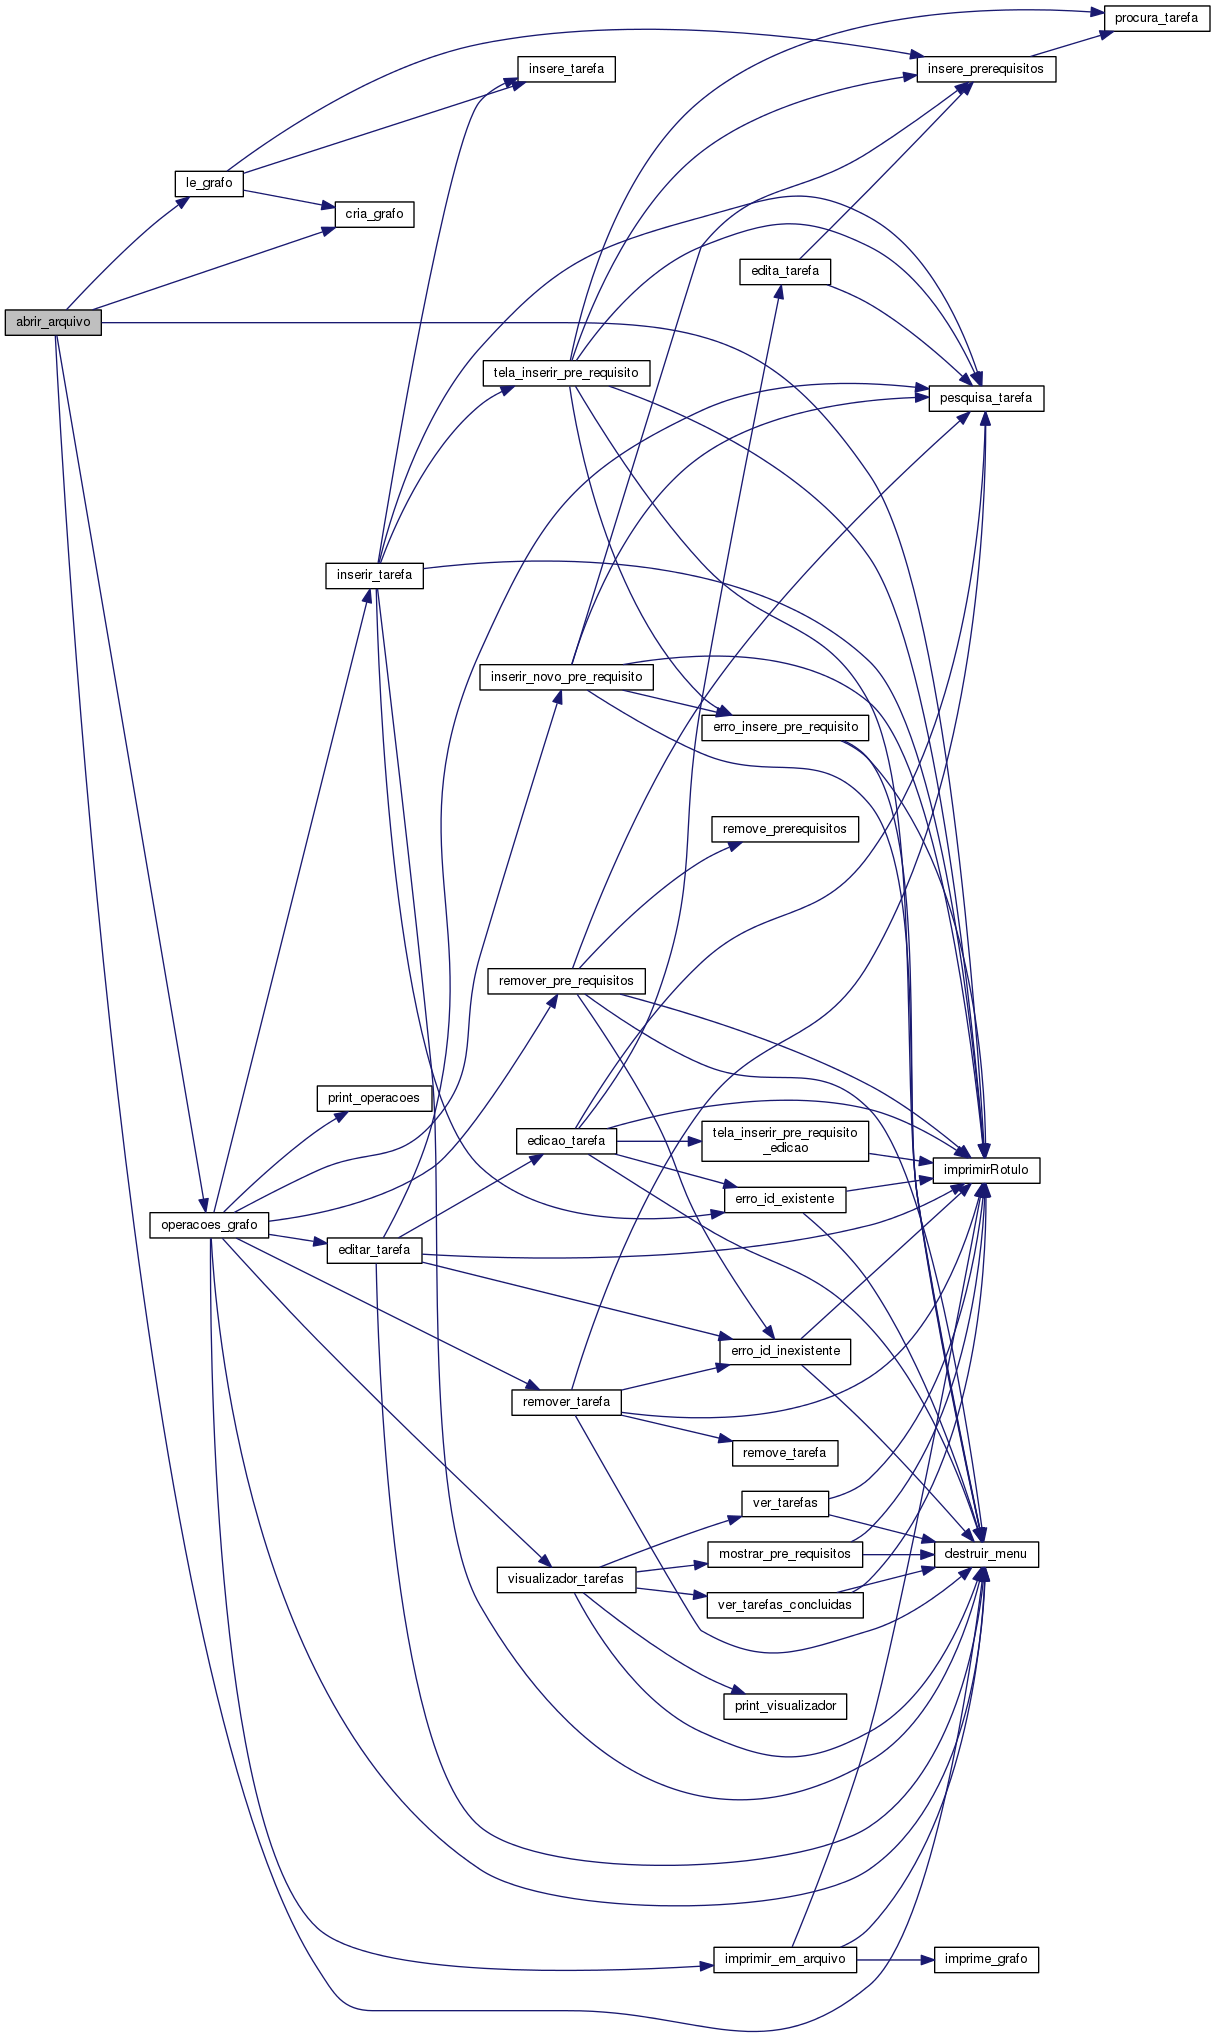 procura_tarefa
insere_tarefa
insere_prerequisitos
le_grafo
cria_grafo
edita_tarefa
abrir_arquivo
tela_inserir_pre_requisito
pesquisa_tarefa
inserir_tarefa
inserir_novo_pre_requisito
erro_insere_pre_requisito
remove_prerequisitos
remover_pre_requisitos
print_operacoes
edicao_tarefa
tela_inserir_pre_requisito
_edicao
imprimirRotulo
erro_id_existente
operacoes_grafo
editar_tarefa
erro_id_inexistente
remover_tarefa
remove_tarefa
ver_tarefas
mostrar_pre_requisitos
destruir_menu
visualizador_tarefas
ver_tarefas_concluidas
print_visualizador
imprimir_em_arquivo
imprime_grafo